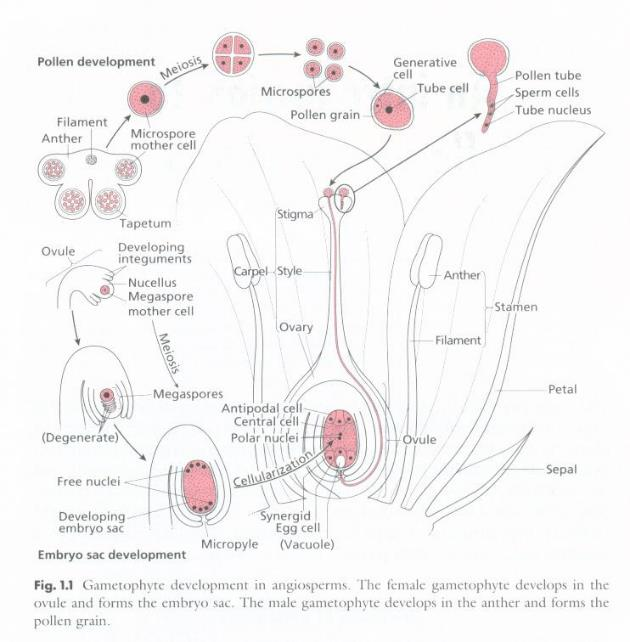 Pollen development
Meiosis
Microspores
Generative
cell
Tube cell
Pollen grain
Pollen tube
Sperm cells
Tube nucleus
Filament
Anther
Microspore
mother cell
Tapetum
Stigma
Ovule
Developing
integuments
Nucellus
Megaspore
mother cell
Carpel
Style
Anther
Stamen
Ovary
Filament
Meiosis
Megaspores
Petal
Antipodal cell
Central cell
Polar nuclei
Ovule
(Degenerate)
Cellularization
Sepal
Free nuclei
Developing
embryo sac
Synergid
Egg cell
(Vacuole)
Micropyle
Embryo sac development
Fig. 1.1 Gametophyte development in angiosperms. The female gametophyte develops in the
ovule and forms the embryo sac. The male gametophyte develops in the anther and forms the
pollen grain.